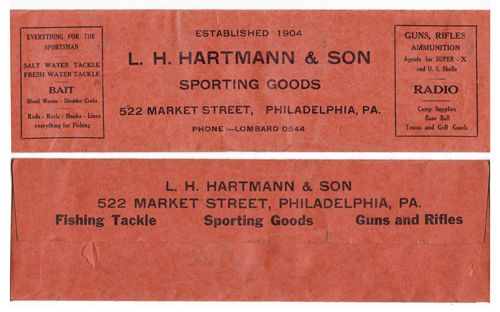 EVERYTHING FOR THE
SPORTSMAN
SALT WATER TACKLE
FRESH WATER TACKLE
BAIT
Blood Worms - Shedder Crabs
Rods - Reels - Hooks - Lines
everything for Fishing
ESTABLISHED 1904
L. H. HARTMANN & SON
SPORTING GOODS
522 MARKET STREET, PHILADELPHIA, PA.
PHONE:--LOMBARD 0544
GUNS, RIFLES
AMMUNITION
Agents for SUPER - X
and U. S. Shells
RADIO
Camp Supplies
Base Ball
Tennis and Golf Goods
L. H. HARTMANN & SON
522 MARKET STREET, PHILADELPHIA, PA.
Fishing Tackle Sporting Goods Guns and Rifles